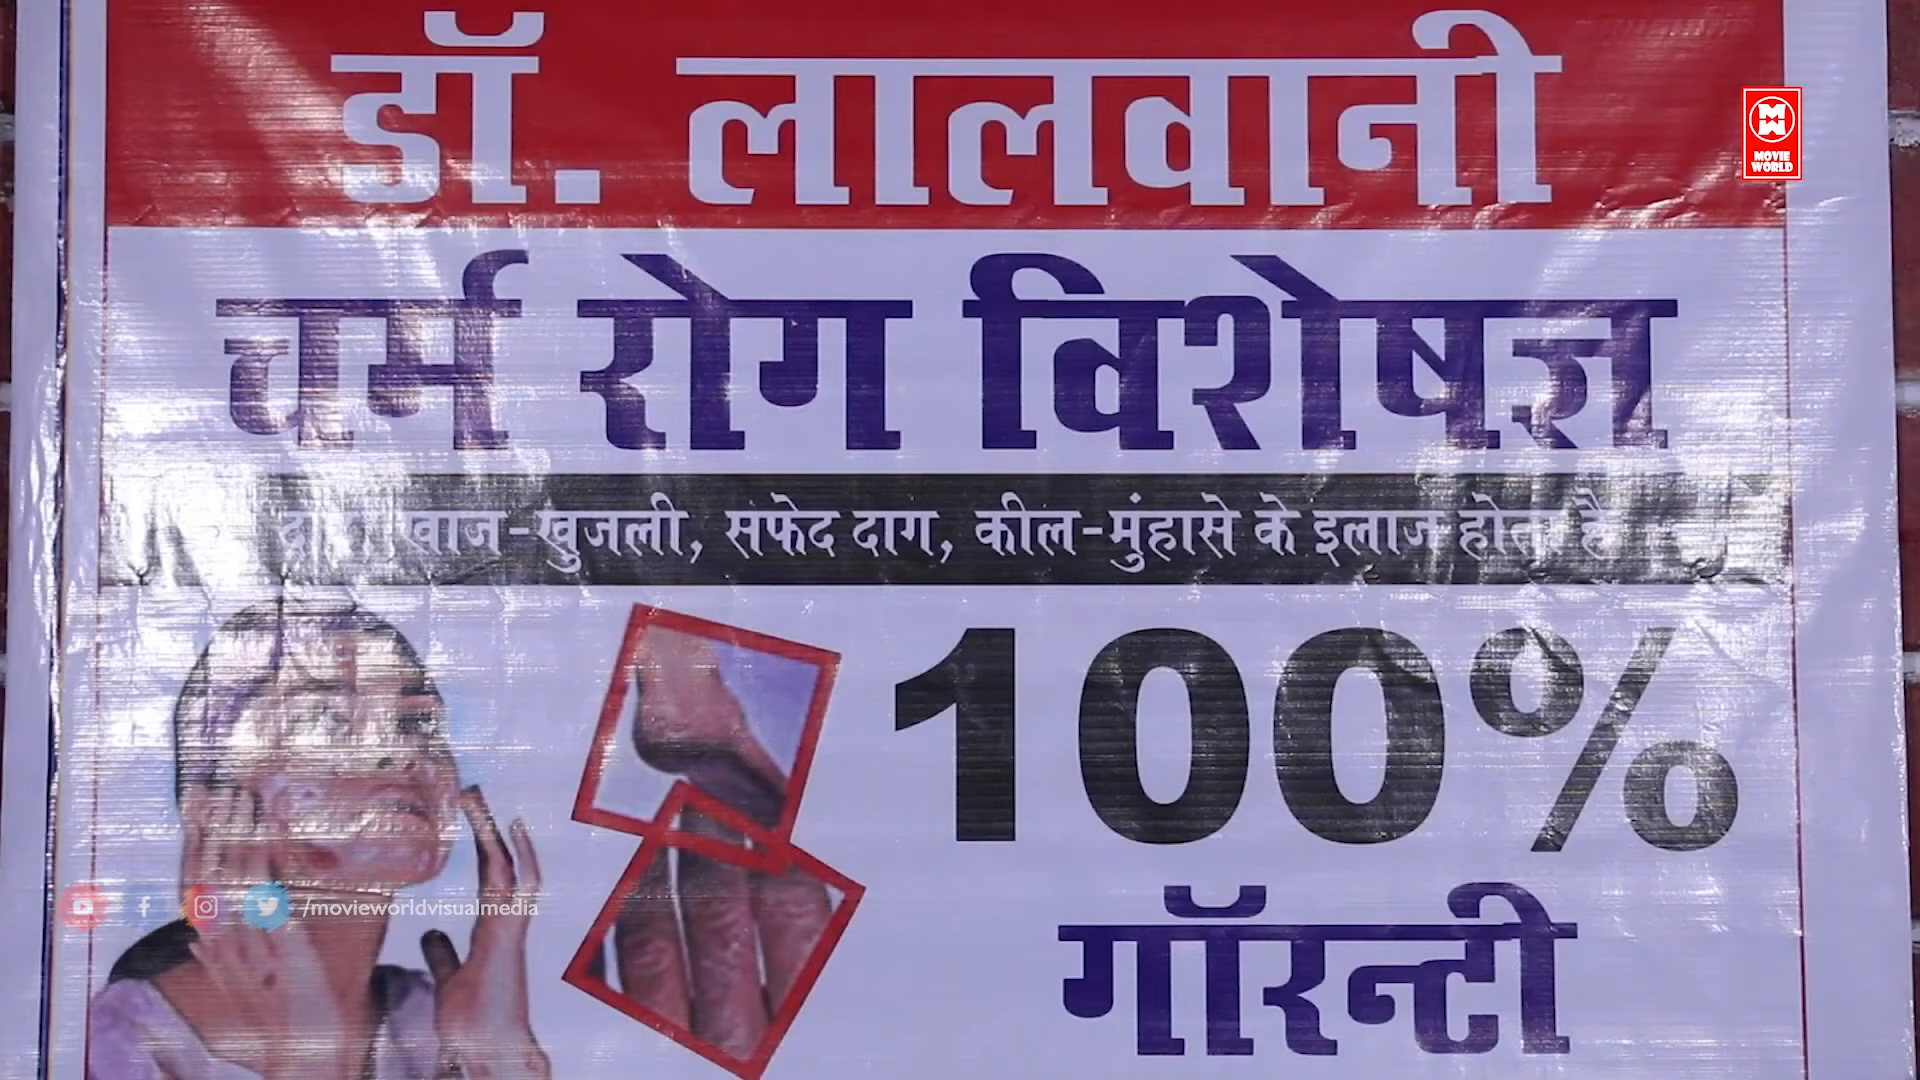 डॉ. लालवानी
MOVIE WORLD
चर्म रोग विशेषज्ञ
खाज-खुजली, सफेद दाग, कील-मुंहासे के इलाज होता है
100%
/movieworldvisualmedia
गॉरन्टी